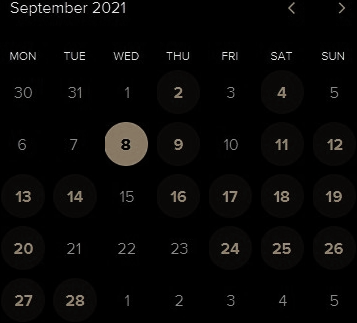 September 2021
MON TUE WED THU FRI SAT SUN
30 31 1 2 3 4 5
6 7 8 9 10 11 12
13 14 15 16 17 18 19
20 21 22 23 24 25 26
27 28 1 2 3 4 5